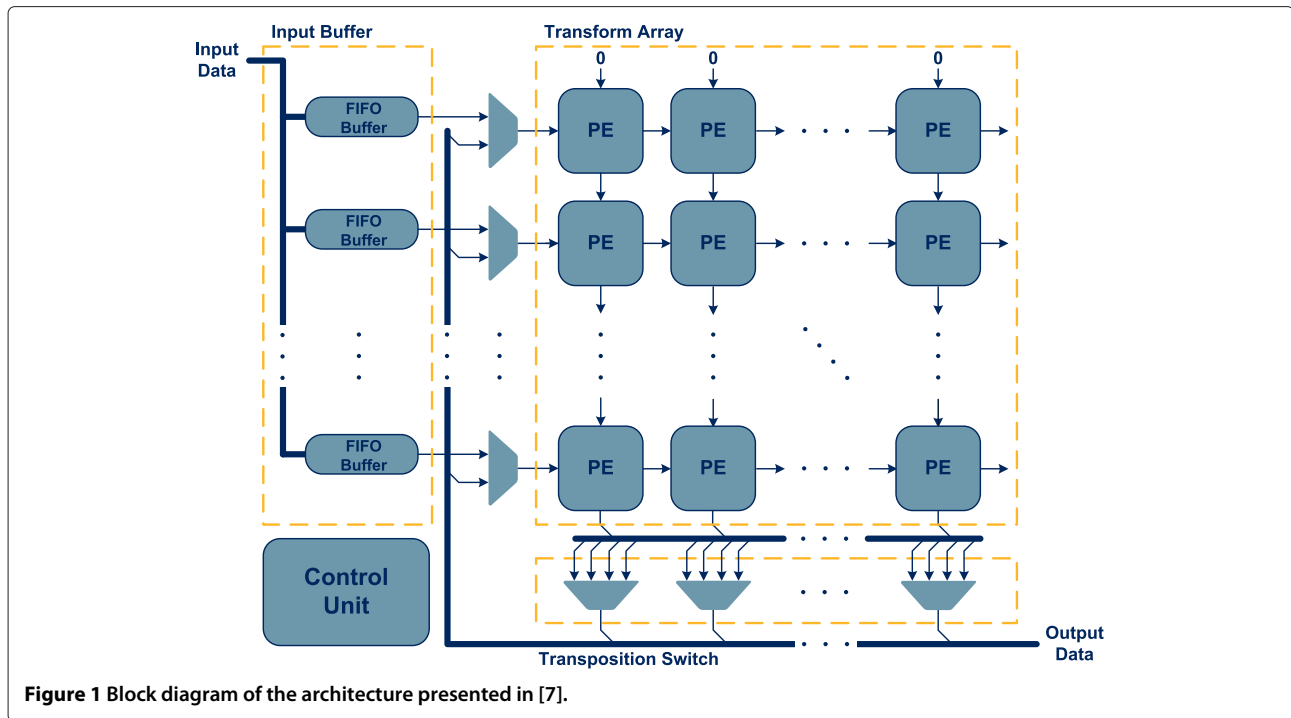 Input Buffer
Transform Array
Input
Data
0 0 0
FIFO
Buffer
PE PE PE
FIFO
Buffer
PE PE PE
FIFO
Buffer
PE PE PE
Control
Unit
Transposition Switch
Output
Data
Figure 1 Block diagram of the architecture presented in [7].